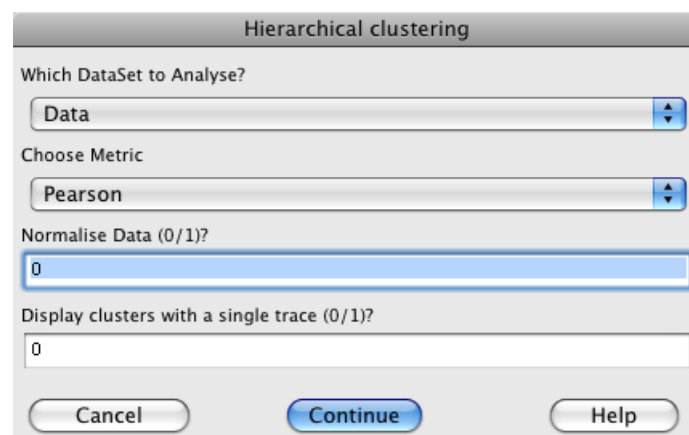 Hierarchical clustering
Which DataSet to Analyse?
Data
Choose Metric
Pearson
Normalise Data (0/1)?
0
Display clusters with a single trace (0/1)?
0
Cancel Continue Help